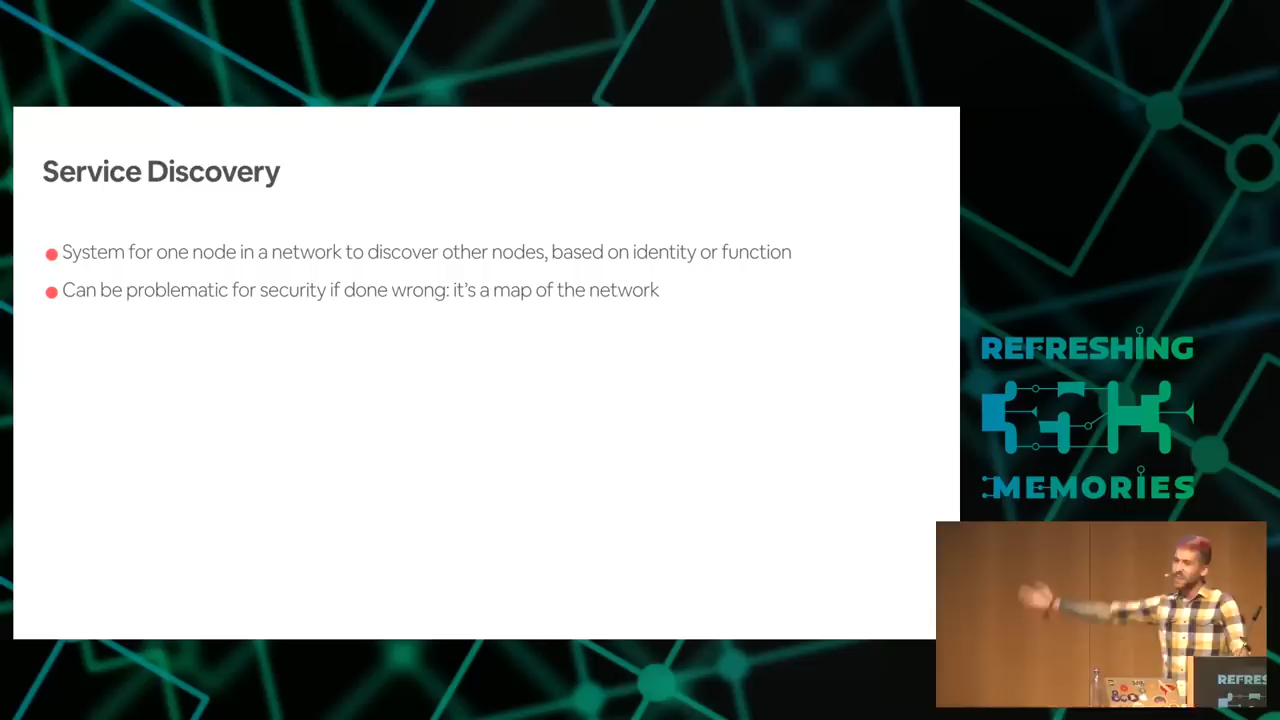 Service Discovery
System for one node in a network to discover other nodes, based on identity or function
Can be problematic for security if done wrong: it's a map of the network
REFRESHING
MEMORIES
REFRES